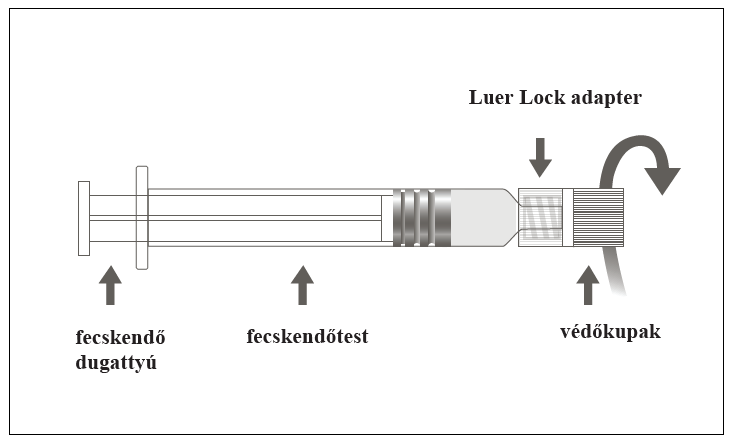 Luer Lock adapter
fecskendő
dugattyú
fecskendőtest
védőkupak